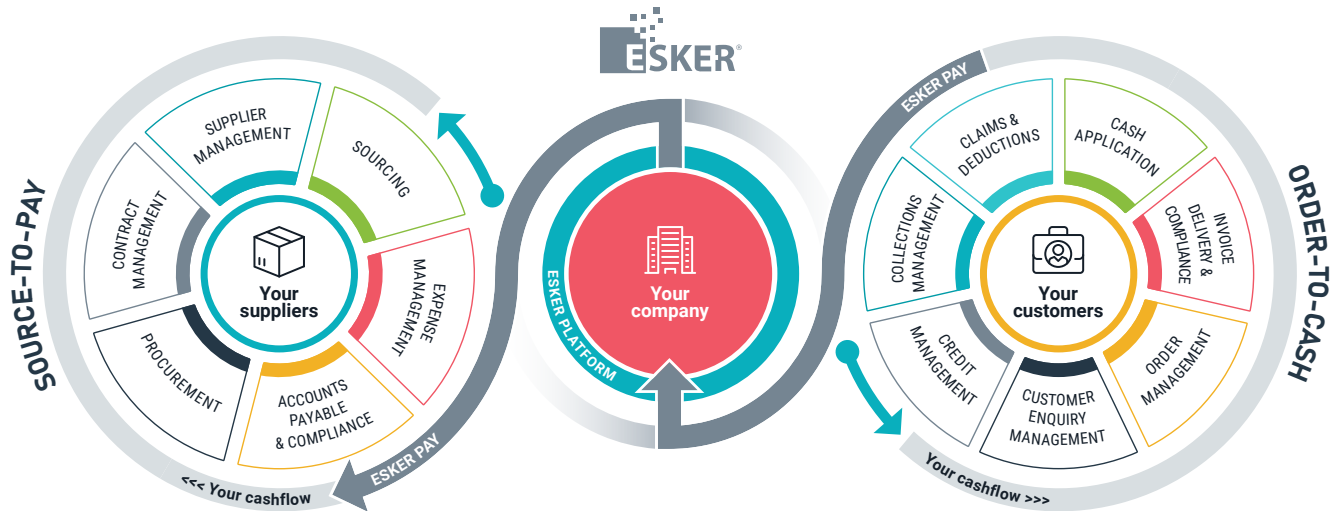 ESKER®
SOURCE-TO-PAY
SUPPLIER
MANAGEMENT
SOURCING
EXPENSE
MANAGEMENT
ACCOUNTS
PAYABLE
& COMPLIANCE
PROCUREMENT
CONTRACT
MANAGEMENT
Your
suppliers
<<< Your cashflow
ESKER PAY
Your
company
ESKER PLATFORM
ESKER PAY
CLAIMS &
DEDUCTIONS
CASH
APPLICATION
INVOICE
DELIVERY &
COMPLIANCE
ORDER
MANAGEMENT
CUSTOMER
ENQUIRY
MANAGEMENT
CREDIT
MANAGEMENT
COLLECTIONS
MANAGEMENT
Your
customers
Your cashflow >>>
ORDER-TO-CASH